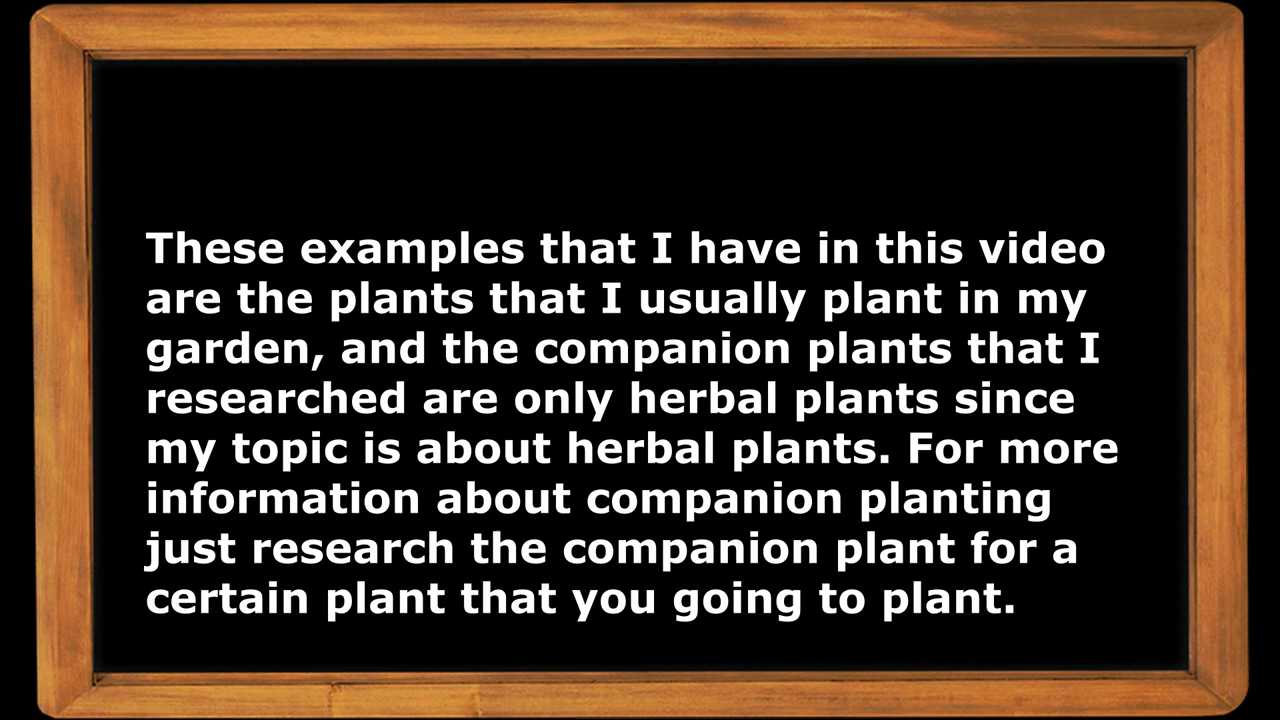 These examples that I have in this video
are the plants that I usually plant in my
garden, and the companion plants that I
researched are only herbal plants since
my topic is about herbal plants. For more
information about companion planting
just research the companion plant for a
certain plant that you going to plant.